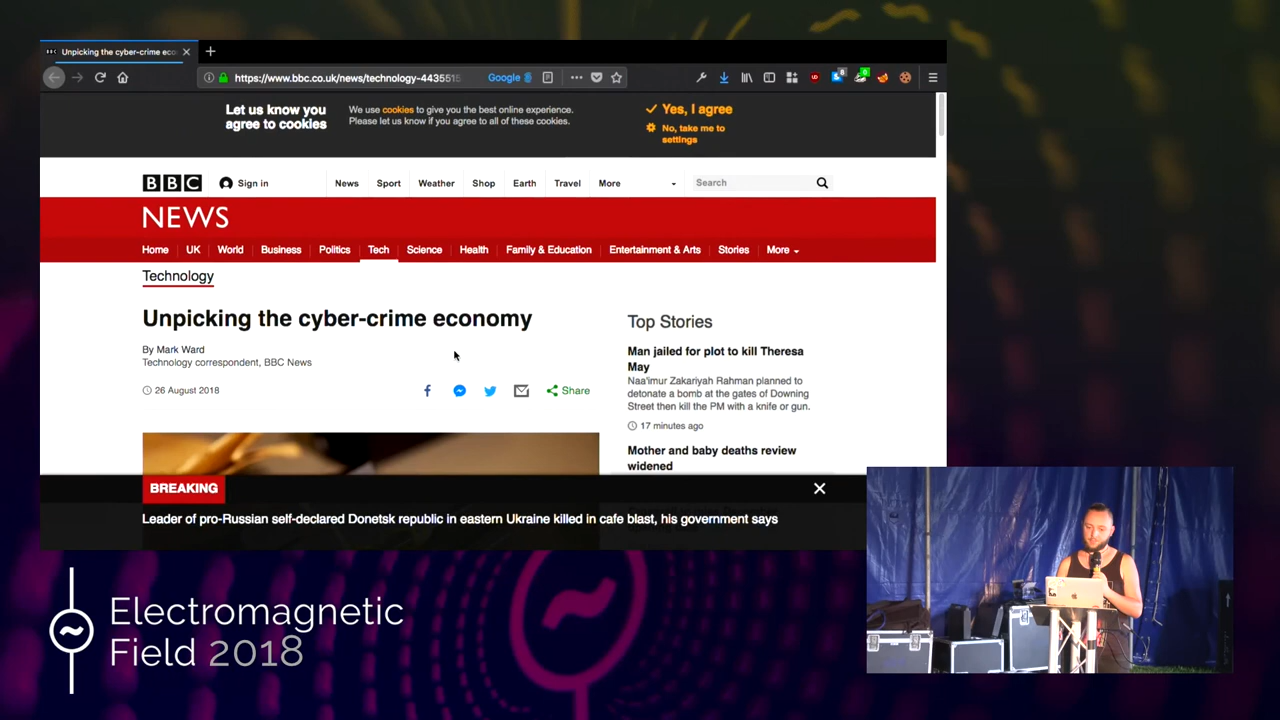 Unpicking the cyber-crime eco
https://www.bbc.co.uk/news/technology-4435515
Google
Let us know you
agree to cookies
We use cookies to give you the best online experience.
Please let us know if you agree to all of these cookies.
Yes, I agree
No, take me to
settings
BBC
Sign in
News
Sport
Weather
Shop
Earth
Travel
More
Search
NEWS
Home
UK
World
Business
Politics
Tech
Science
Health
Family & Education
Entertainment & Arts
Stories
More
Technology
Unpicking the cyber-crime economy
By Mark Ward
Technology correspondent, BBC News
26 August 2018
Share
Top Stories
Man jailed for plot to kill Theresa
May
Naa'imur Zakariyah Rahman planned to
detonate a bomb at the gates of Downing
Street then kill the PM with a knife or gun.
17 minutes ago
Mother and baby deaths review
widened
BREAKING
Leader of pro-Russian self-declared Donetsk republic in eastern Ukraine killed in cafe blast, his government says
Electromagnetic
Field 2018